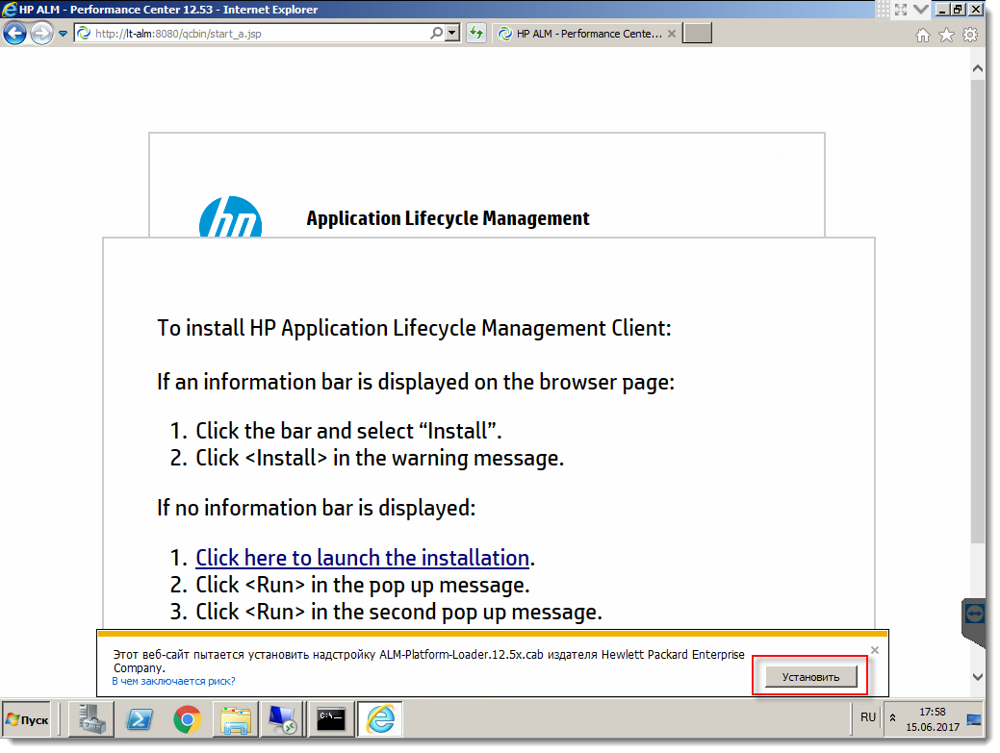 HP ALM - Performance Center 12.53 - Internet Explorer
http://lt-alm:8080/qcbin/start_a.jsp
HP ALM - Performance Cente...
hp
Application Lifecycle Management
To install HP Application Lifecycle Management Client:
If an information bar is displayed on the browser page:
1. Click the bar and select “Install”.
2. Click <Install> in the warning message.
If no information bar is displayed:
1. Click here to launch the installation.
2. Click <Run> in the pop up message.
3. Click <Run> in the second pop up message.
Этот веб-сайт пытается установить надстройку ALM-Platform-Loader.12.5x.cab издателя Hewlett Packard Enterprise
Company.
В чем заключается риск?
Установить
Пуск
C:\_
RU
17:58
15.06.2017